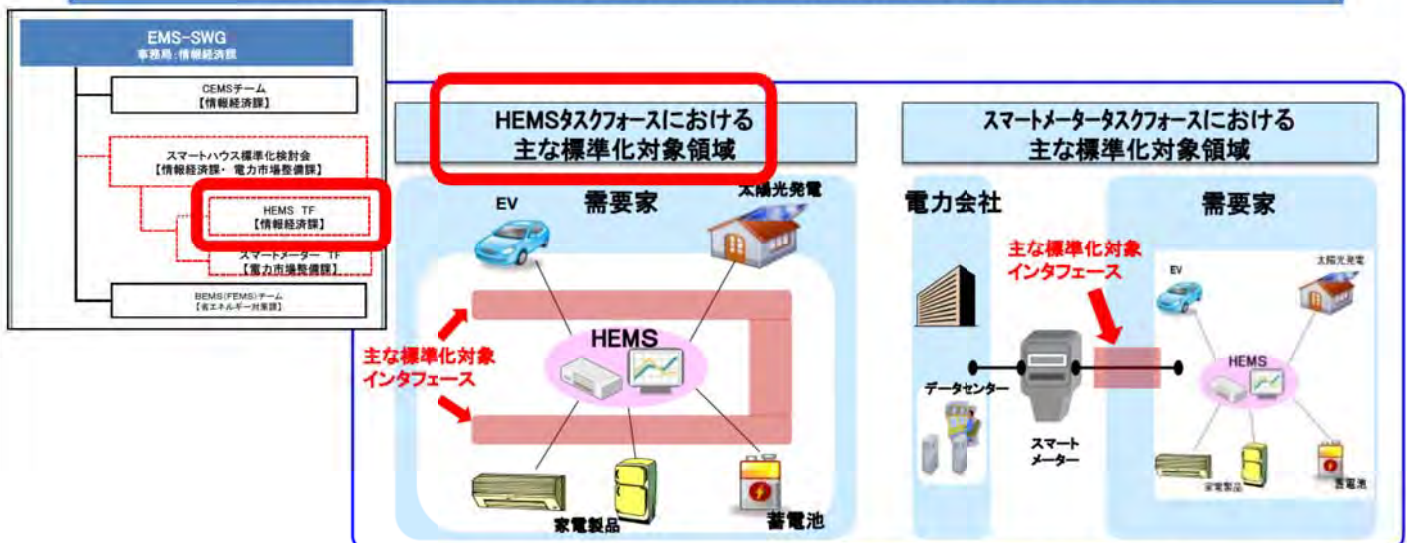 EMS-SWG
事務局:情報経済課
CEMSチーム
【情報経済課】
スマートハウス標準化検討会
【情報経済課・電力市場整備課】
HEMS TF
【情報経済課】
スマートメーター TF
【電力市場整備課】
BEMS(FEMS)チーム
【省エネルギー対策課】
HEMSタスクフォースにおける
主な標準化対象領域
需要家
EV
太陽光発電
主な標準化対象
インタフェース
HEMS
家電製品
蓄電池
スマートメータータスクフォースにおける
主な標準化対象領域
電力会社
需要家
主な標準化対象
インタフェース
EV
太陽光発電
データセンター
スマート
メーター
HEMS
家電製品
蓄電池